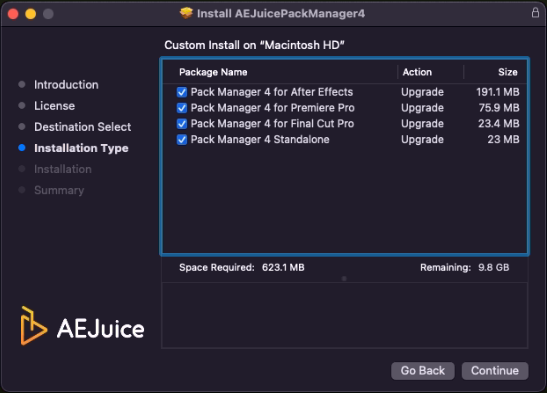 Install AEJuicePackManager4
Custom Install on “Macintosh HD”
Introduction
License
Destination Select
Installation Type
Installation
Summary
Package Name Action Size
Pack Manager 4 for After Effects Upgrade 191.1 MB
Pack Manager 4 for Premiere Pro Upgrade 75.9 MB
Pack Manager 4 for Final Cut Pro Upgrade 23.4 MB
Pack Manager 4 Standalone Upgrade 23 MB
Space Required: 623.1 MB Remaining: 9.8 GB
AEJuice
Go Back Continue